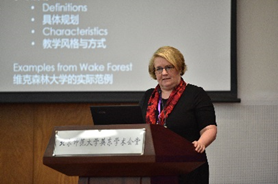 • Definitions
• 具体规划
• Characteristics
• 教学风格与方式
Examples from Wake Forest
维克森林大学的实际范例